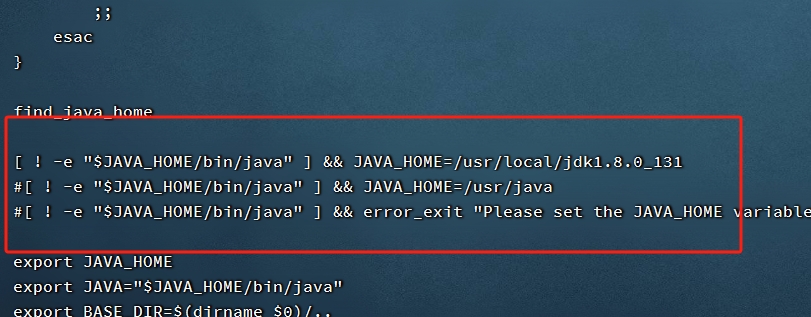 ;;
esac
}
find_java_home
[ ! -e "$JAVA_HOME/bin/java" ] && JAVA_HOME=/usr/local/jdk1.8.0_131
#[ ! -e "$JAVA_HOME/bin/java" ] && JAVA_HOME=/usr/java
#[ ! -e "$JAVA_HOME/bin/java" ] && error_exit "Please set the JAVA_HOME variable
export JAVA_HOME
export JAVA="$JAVA_HOME/bin/java"
export BASE_DIR=$(dirname $0)/..